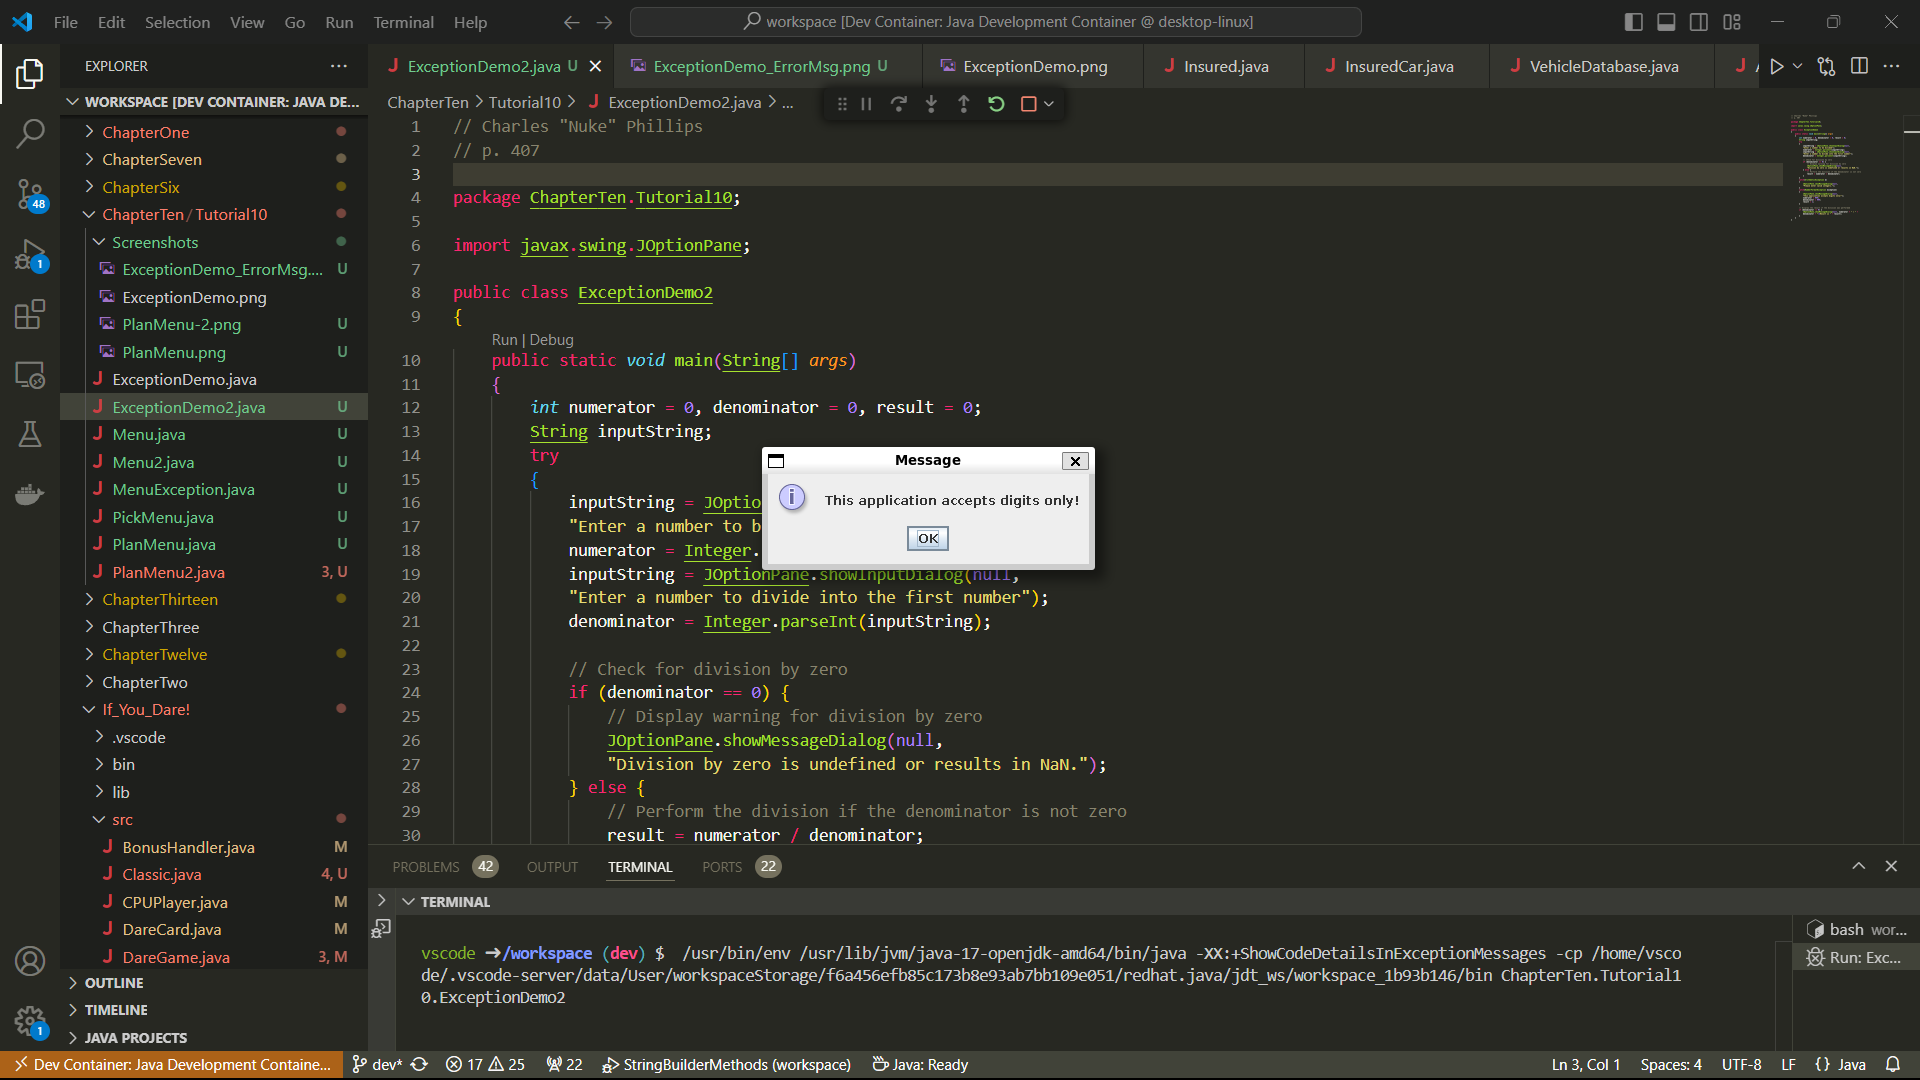 File Edit Selection View Go Run Terminal Help
workspace [Dev Container: Java Development Container @ desktop-linux]
EXPLORER
WORKSPACE [DEV CONTAINER: JAVA DE...
ChapterOne
ChapterSeven
ChapterSix
ChapterTen / Tutorial10
Screenshots
ExceptionDemo_ErrorMsg.... U
ExceptionDemo.png
PlanMenu-2.png U
PlanMenu.png U
ExceptionDemo.java
ExceptionDemo2.java U
Menu.java U
Menu2.java U
MenuException.java U
PickMenu.java U
PlanMenu.java U
PlanMenu2.java 3, U
ChapterThirteen
ChapterThree
ChapterTwelve
ChapterTwo
If_You_Dare!
.vscode
bin
lib
src
BonusHandler.java M
Classic.java 4, U
CPUPlayer.java M
DareCard.java M
DareGame.java 3, M
OUTLINE
TIMELINE
JAVA PROJECTS
48
1
1
ExceptionDemo2.java U
ExceptionDemo_ErrorMsg.png U
ExceptionDemo.png
Insured.java
InsuredCar.java
VehicleDatabase.java
ChapterTen > Tutorial10 > ExceptionDemo2.java > ...
1 // Charles "Nuke" Phillips
2 // p. 407
3
4 package ChapterTen.Tutorial10;
5
6 import javax.swing.JOptionPane;
7
8 public class ExceptionDemo2
9 {
Run | Debug
10 public static void main(String[] args)
11 {
12 int numerator = 0, denominator = 0, result = 0;
13 String inputString;
14 try
15 {
16 inputString = JOptio
17 "Enter a number to b
18 numerator = Integer.
19 inputString = JOptionPane.showInputDialog(null,
20 "Enter a number to divide into the first number");
21 denominator = Integer.parseInt(inputString);
22
23 // Check for division by zero
24 if (denominator == 0) {
25 // Display warning for division by zero
26 JOptionPane.showMessageDialog(null,
27 "Division by zero is undefined or results in NaN.");
28 } else {
29 // Perform the division if the denominator is not zero
30 result = numerator / denominator;
Message
This application accepts digits only!
OK
PROBLEMS 42 OUTPUT TERMINAL PORTS 22
TERMINAL
vscode ➜/workspace (dev) $ /usr/bin/env /usr/lib/jvm/java-17-openjdk-amd64/bin/java -XX:+ShowCodeDetailsInExceptionMessages -cp /home/vsco
de/.vscode-server/data/User/workspaceStorage/f6a456efb85c173b8e93ab7bb109e051/redhat.java/jdt_ws/workspace_1b93b146/bin ChapterTen.Tutorial1
0.ExceptionDemo2
bash wor...
Run: Exc...
Dev Container: Java Development Containe... dev* 17 25 22 StringBuilderMethods (workspace) Java: Ready Ln 3, Col 1 Spaces: 4 UTF-8 LF {} Java